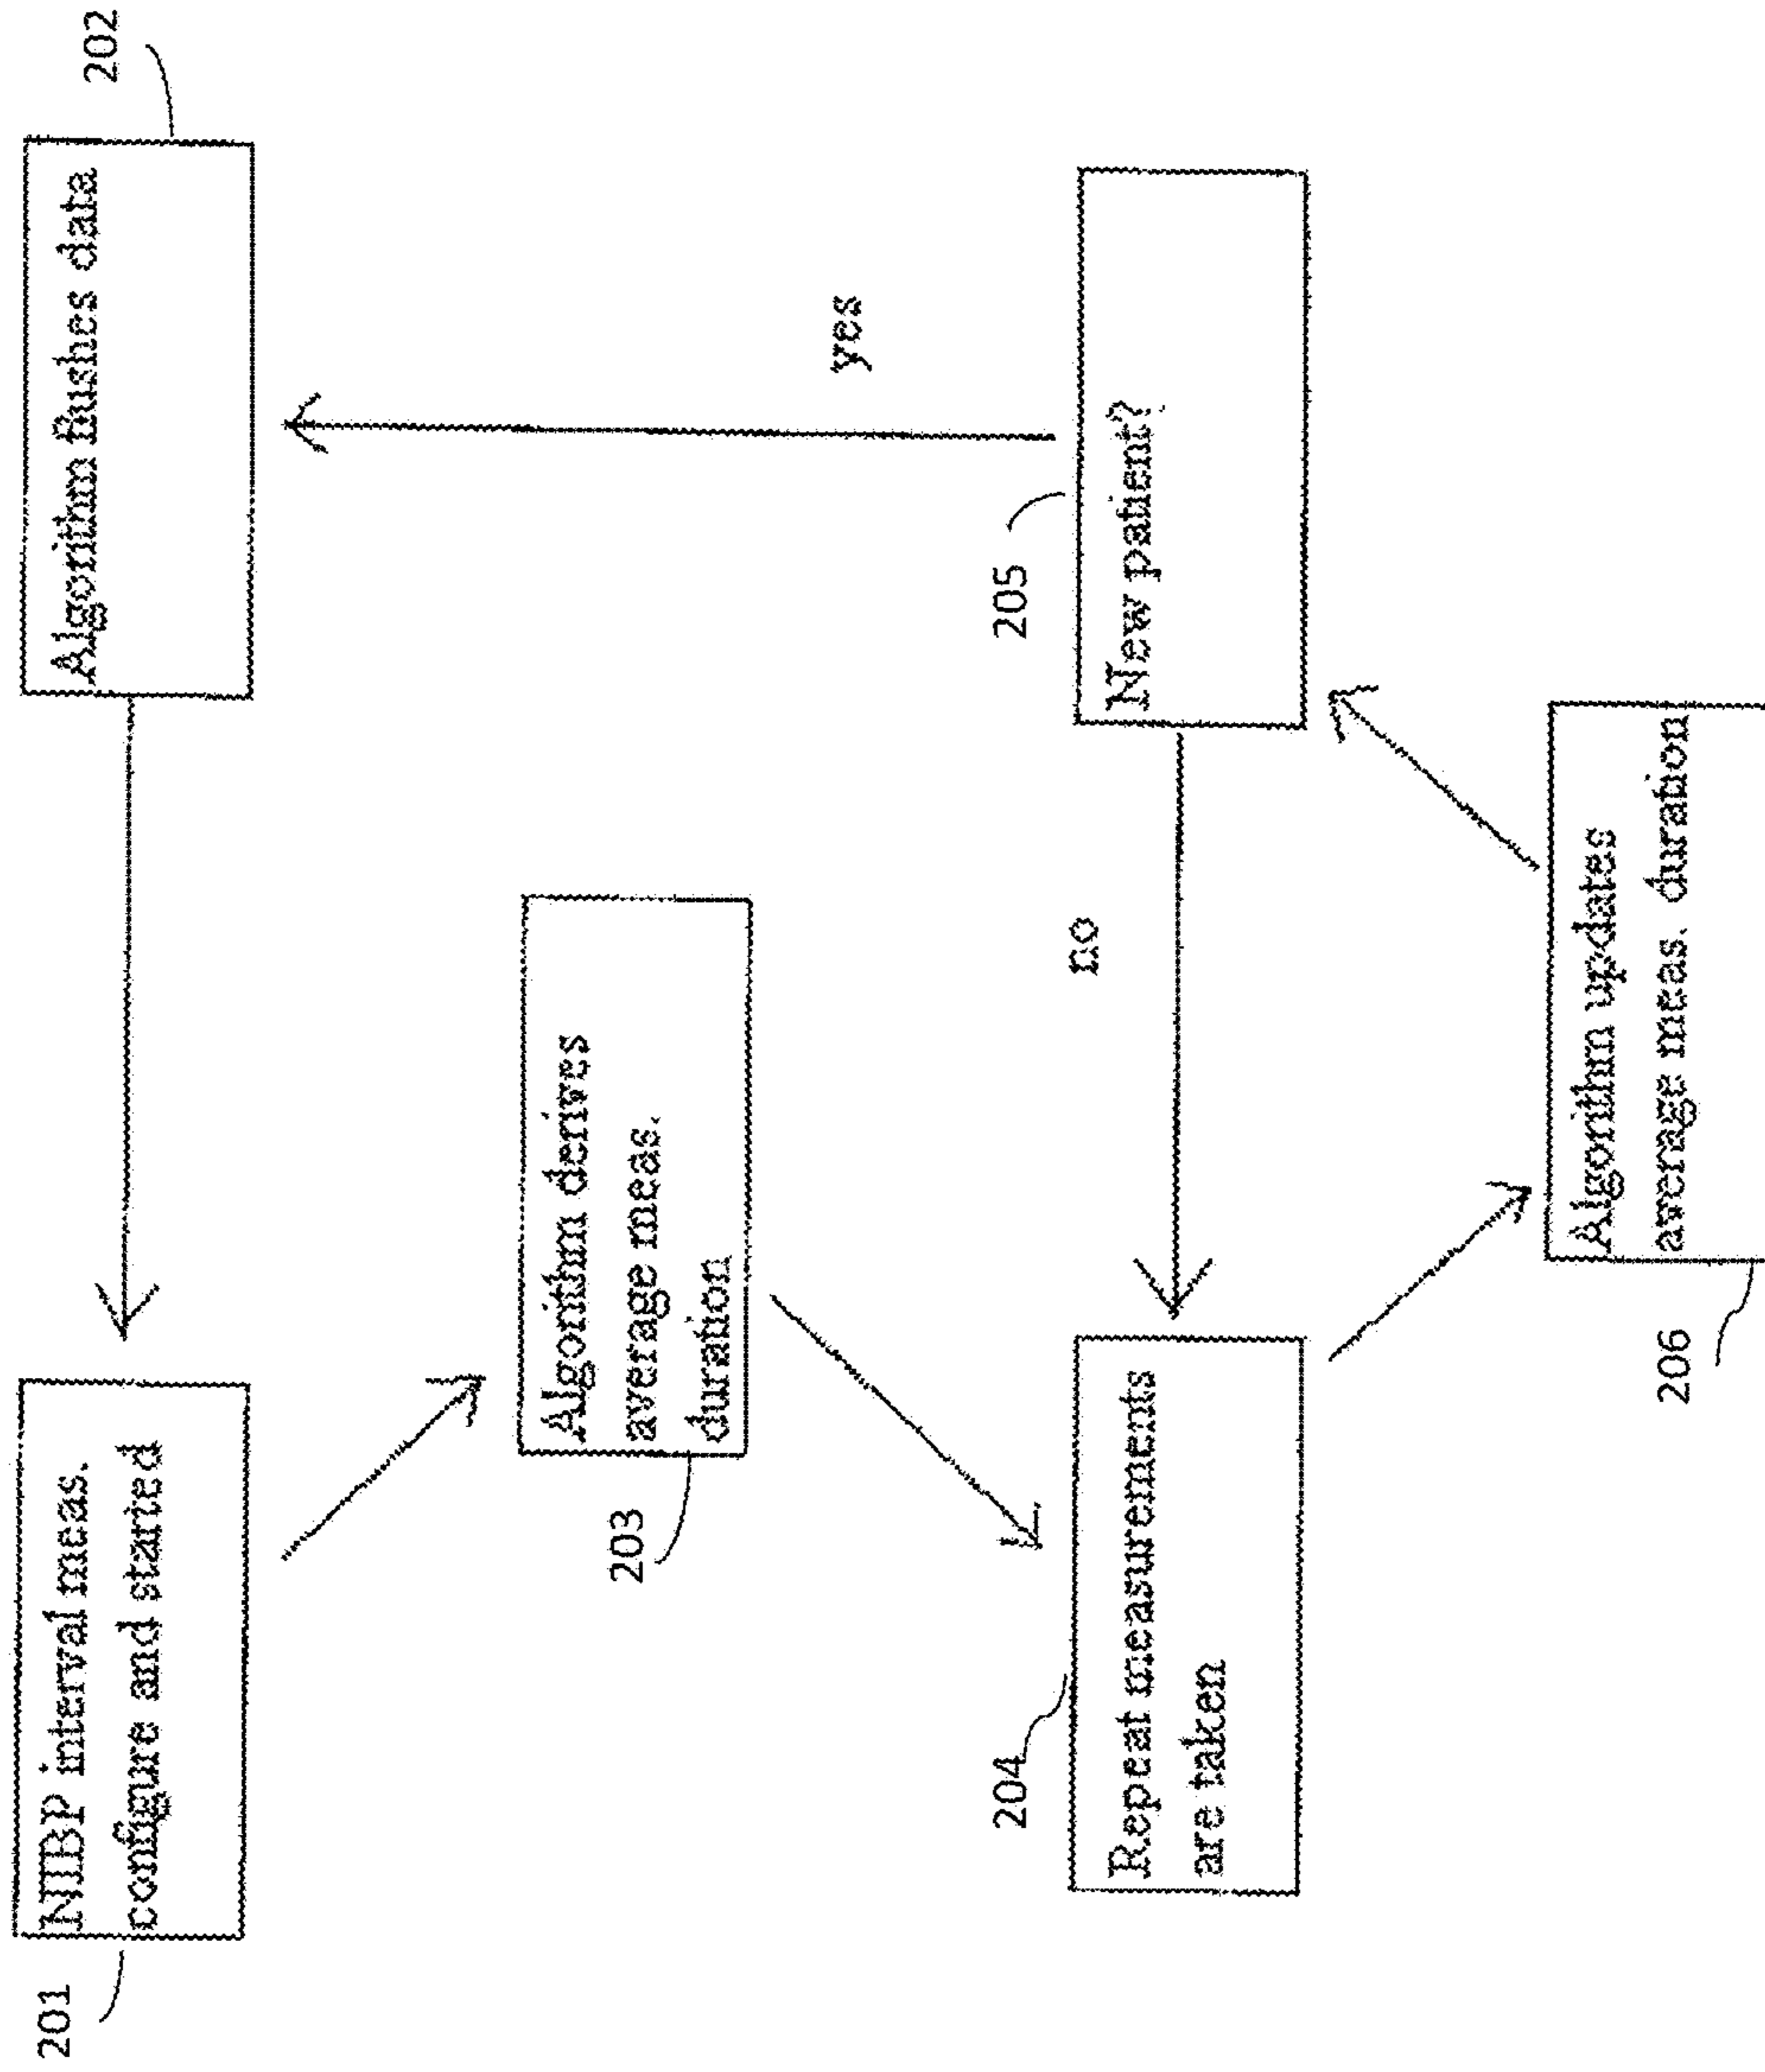 201
NIBP interval meas.
configure and started
Algorithm flushes data
202
203
Algorithm derives
average meas.
duration
yes
204
Repeat measurements
are taken
no
205
New patient?
206
Algorithm updates
average meas. duration